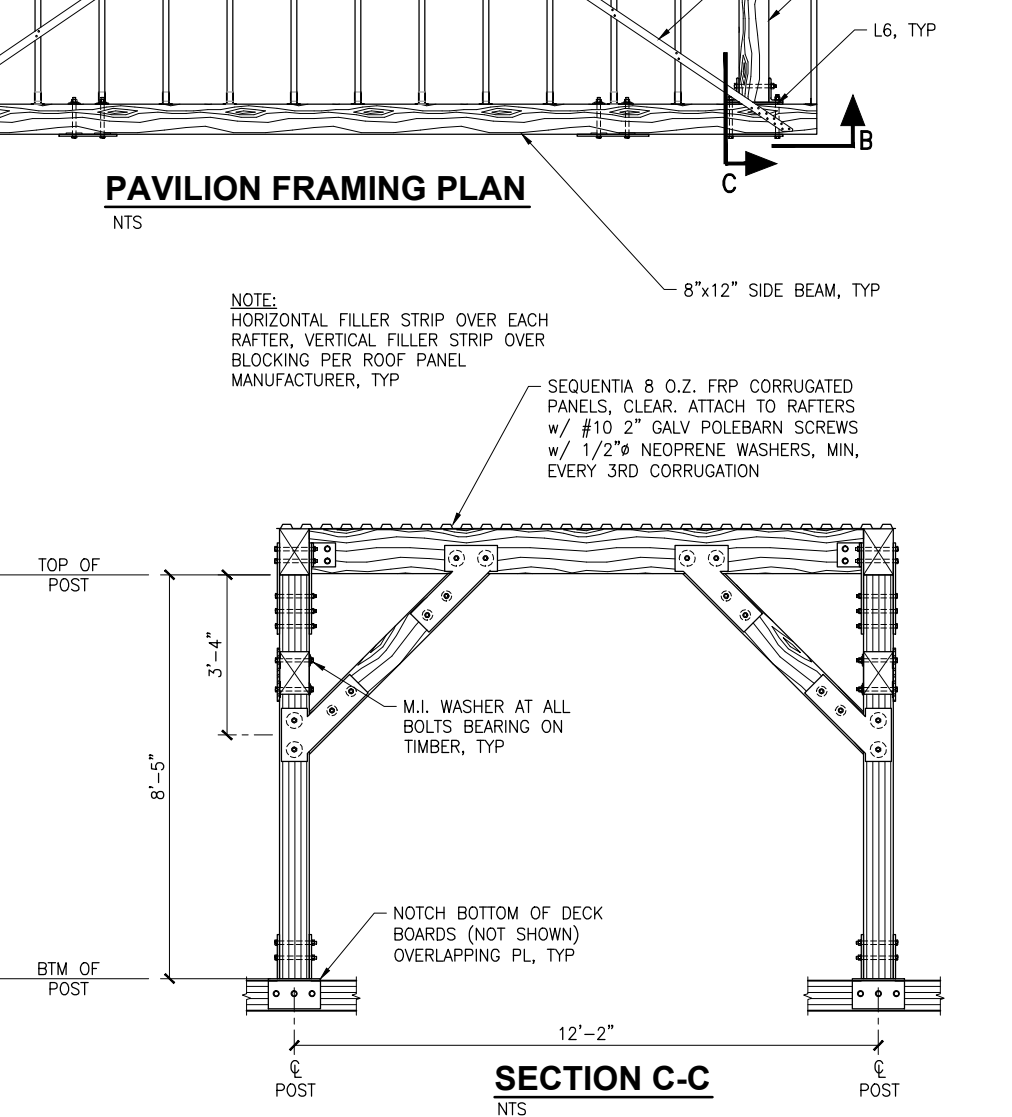 L6, TYP
B
C
PAVILION FRAMING PLAN
NTS
8"x12" SIDE BEAM, TYP
NOTE:
HORIZONTAL FILLER STRIP OVER EACH
RAFTER, VERTICAL FILLER STRIP OVER
BLOCKING PER ROOF PANEL
MANUFACTURER, TYP
SEQUENTIA 8 O.Z. FRP CORRUGATED
PANELS, CLEAR. ATTACH TO RAFTERS
w/ #10 2" GALV POLEBARN SCREWS
w/ 1/2"ø NEOPRENE WASHERS, MIN,
EVERY 3RD CORRUGATION
TOP OF
POST
3'-4"
8'-5"
M.I. WASHER AT ALL
BOLTS BEARING ON
TIMBER, TYP
NOTCH BOTTOM OF DECK
BOARDS (NOT SHOWN)
OVERLAPPING PL, TYP
BTM OF
POST
12'-2"
℄
POST
℄
POST
SECTION C-C
NTS